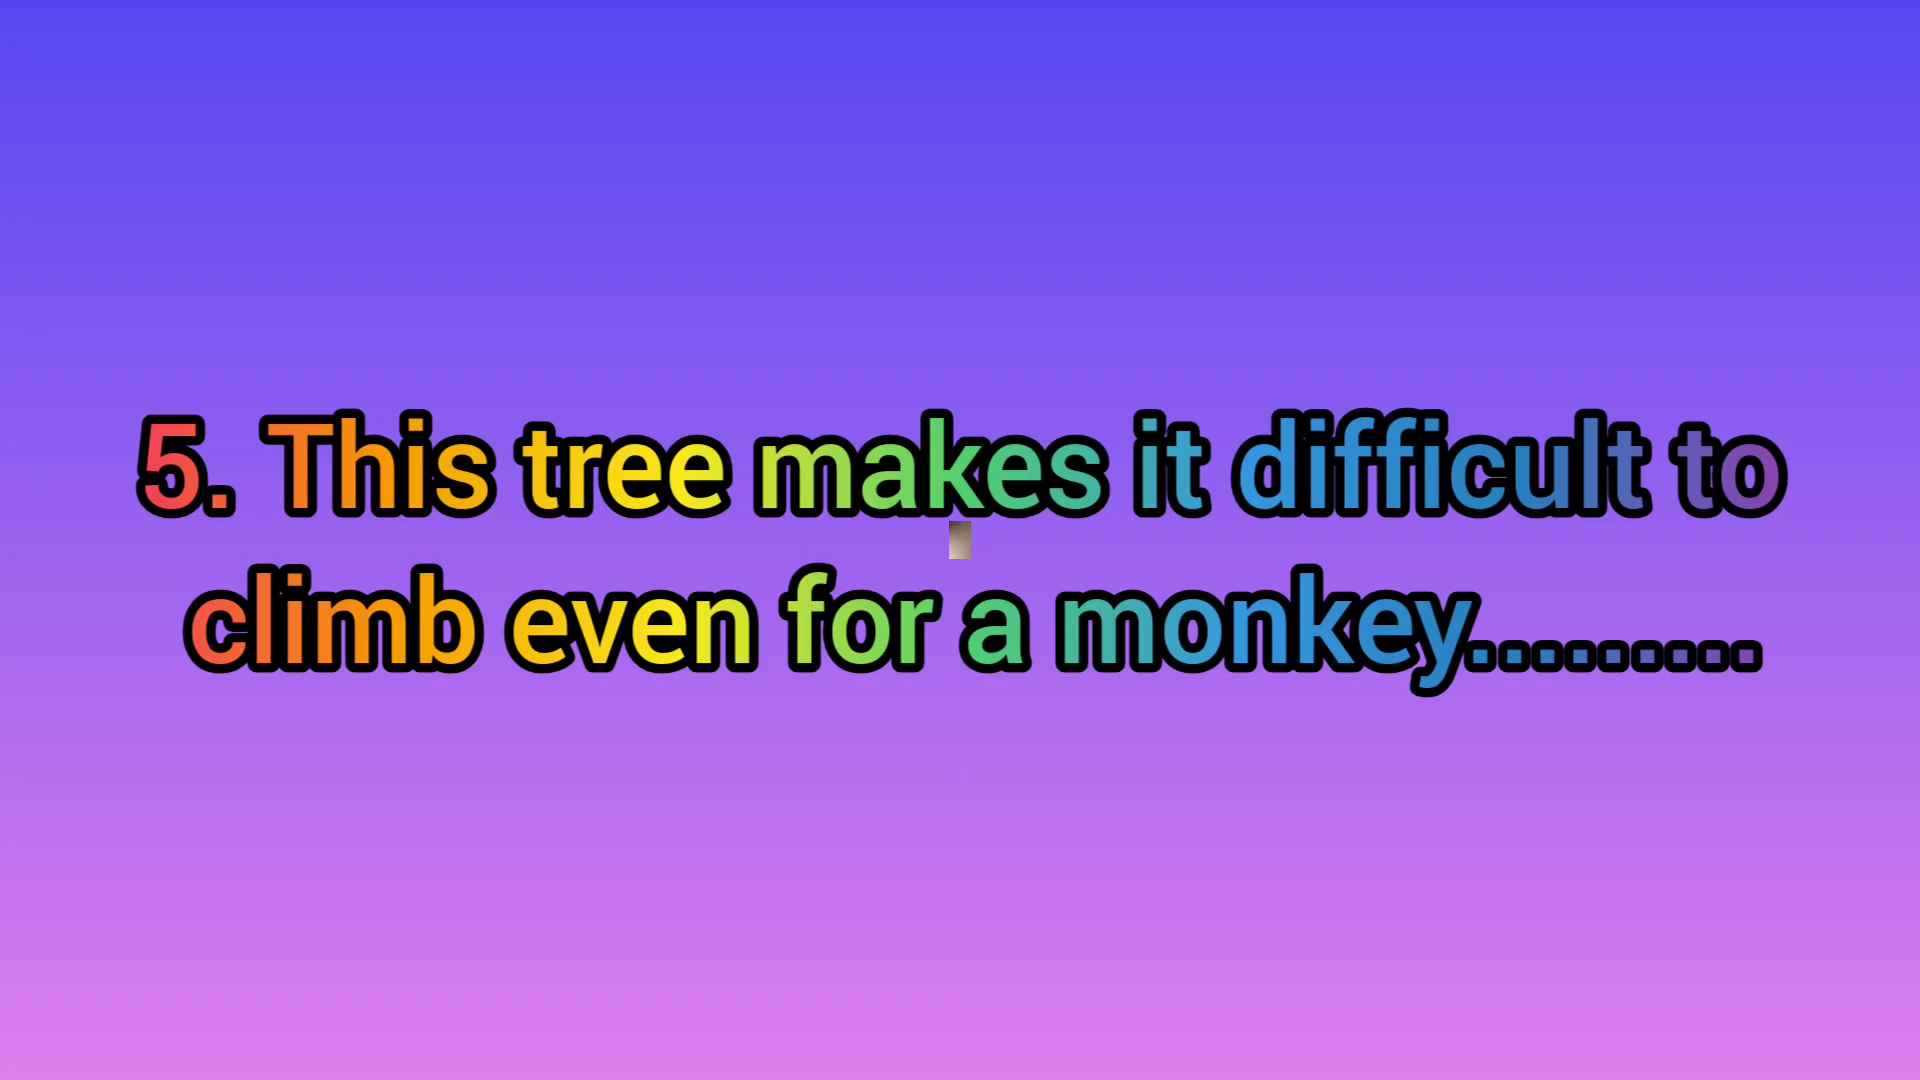 5. This tree makes it difficult to
climb even for a monkey.........